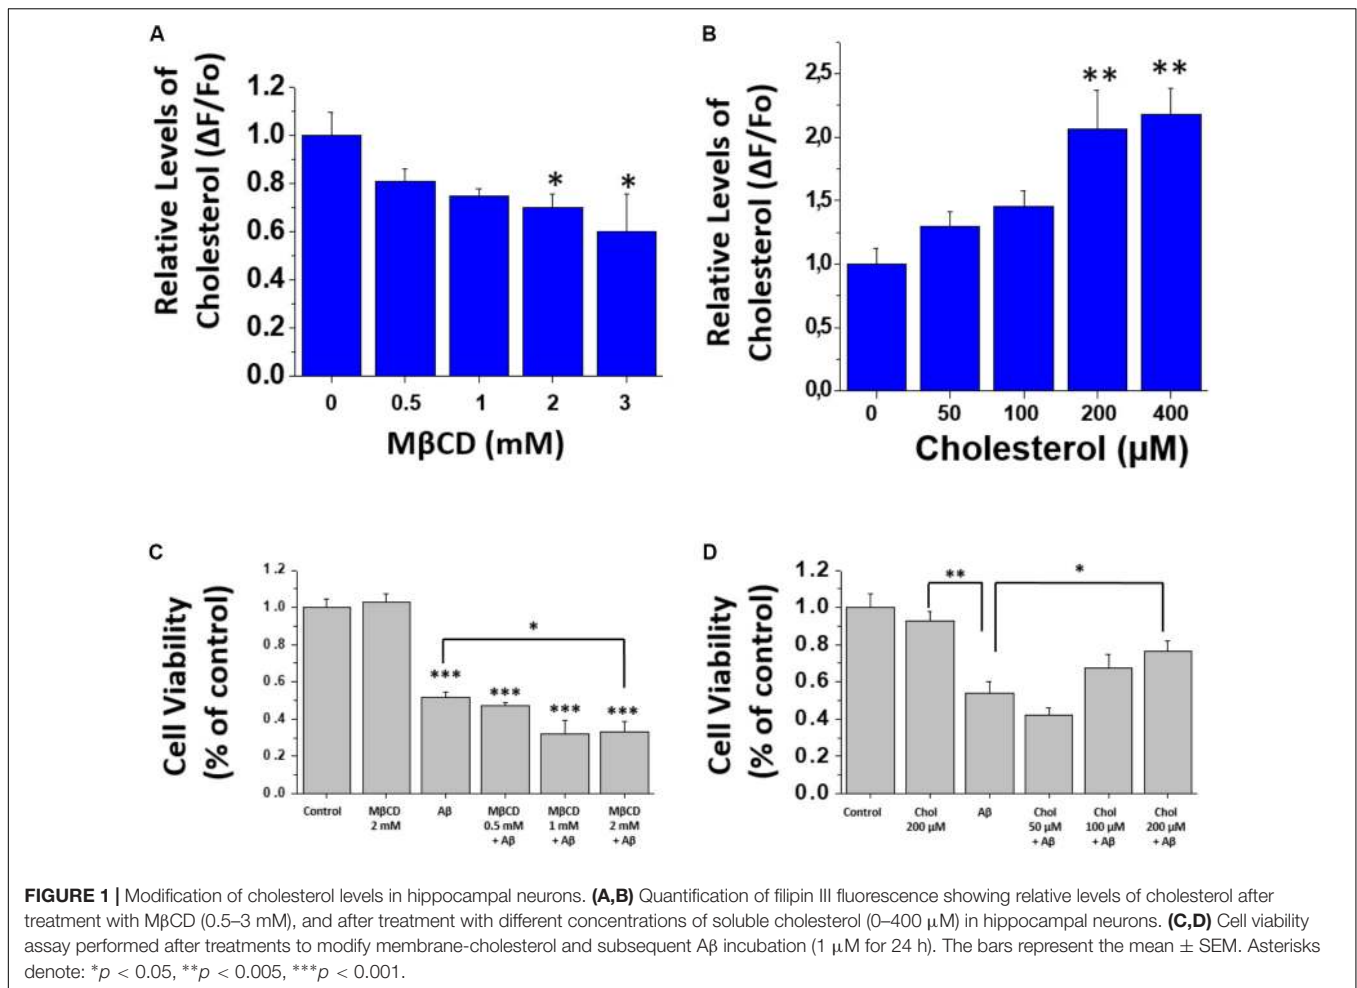 A
Relative Levels of
Cholesterol (ΔF/Fo)
1.2
1.0
0.8
0.6
0.4
0.2
0.0
*
*
0
0.5
1
2
3
MβCD (mM)
B
Relative Levels of
Cholesterol (ΔF/Fo)
2,5
2,0
1,5
1,0
0,5
0,0
**
**
0
50
100
200
400
Cholesterol (μM)
C
Cell Viability
(% of control)
1.2
1.0
0.8
0.6
0.4
0.2
0.0
*
***
***
***
***
Control
MβCD
2 mM
Aβ
MβCD
0.5 mM
+ Aβ
MβCD
1 mM
+ Aβ
MβCD
2 mM
+ Aβ
D
Cell Viability
(% of control)
1.2
1.0
0.8
0.6
0.4
0.2
0.0
**
*
Control
Chol
200 μM
Aβ
Chol
50 μM
+ Aβ
Chol
100 μM
+ Aβ
Chol
200 μM
+ Aβ
FIGURE 1 | Modification of cholesterol levels in hippocampal neurons. (A,B) Quantification of filipin III fluorescence showing relative levels of cholesterol after
treatment with MβCD (0.5–3 mM), and after treatment with different concentrations of soluble cholesterol (0–400 μM) in hippocampal neurons. (C,D) Cell viability
assay performed after treatments to modify membrane-cholesterol and subsequent Aβ incubation (1 μM for 24 h). The bars represent the mean ± SEM. Asterisks
denote: *p < 0.05, **p < 0.005, ***p < 0.001.